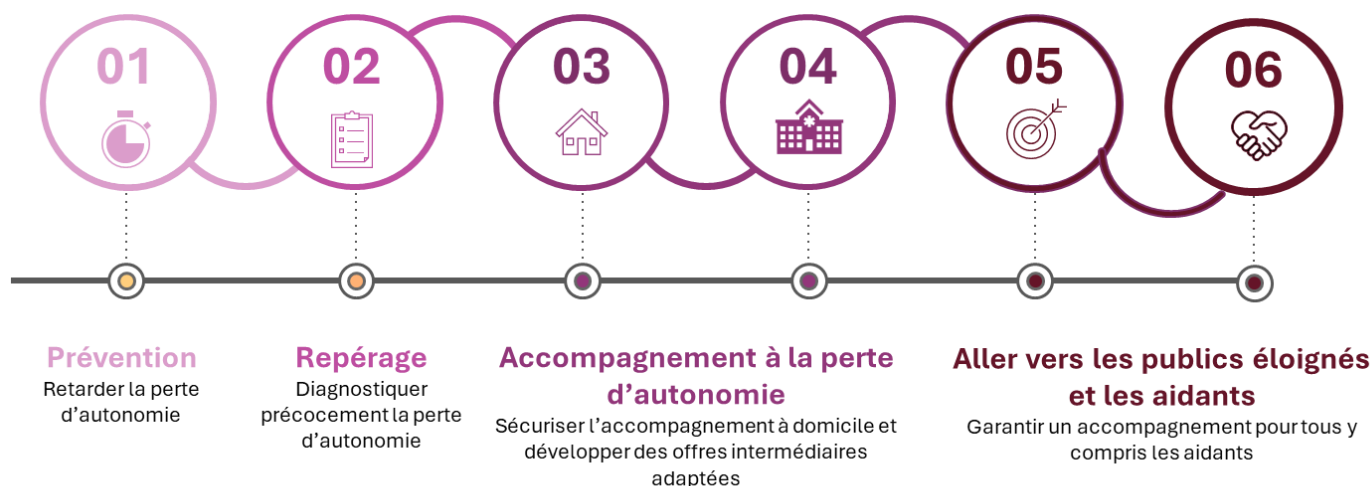 01
02
03
04
05
06
Prévention
Retarder la perte
d'autonomie
Repérage
Diagnostiquer
précocement la perte
d'autonomie
Accompagnement à la perte
d'autonomie
Sécuriser l'accompagnement à domicile et
développer des offres intermédiaires
adaptées
Aller vers les publics éloignés
et les aidants
Garantir un accompagnement pour tous y
compris les aidants